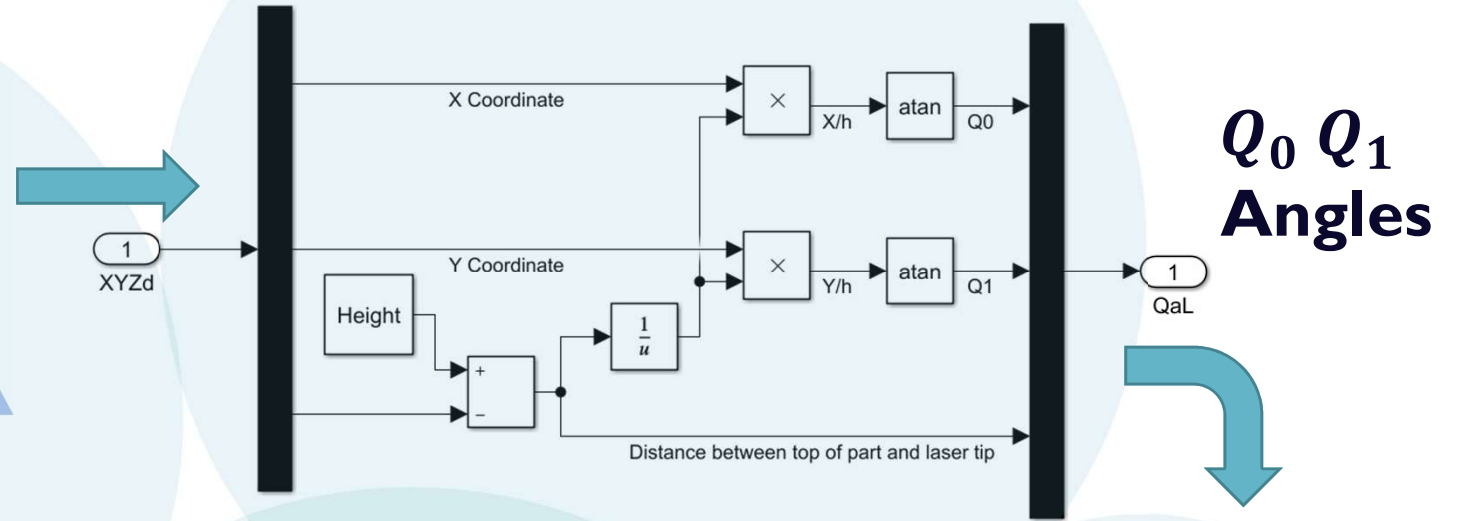 X Coordinate
×
X/h
atan
Q0
Q₀ Q₁
Angles
1
XYZd
Y Coordinate
×
Y/h
atan
Q1
1
QaL
Height
1
u
+
−
Distance between top of part and laser tip